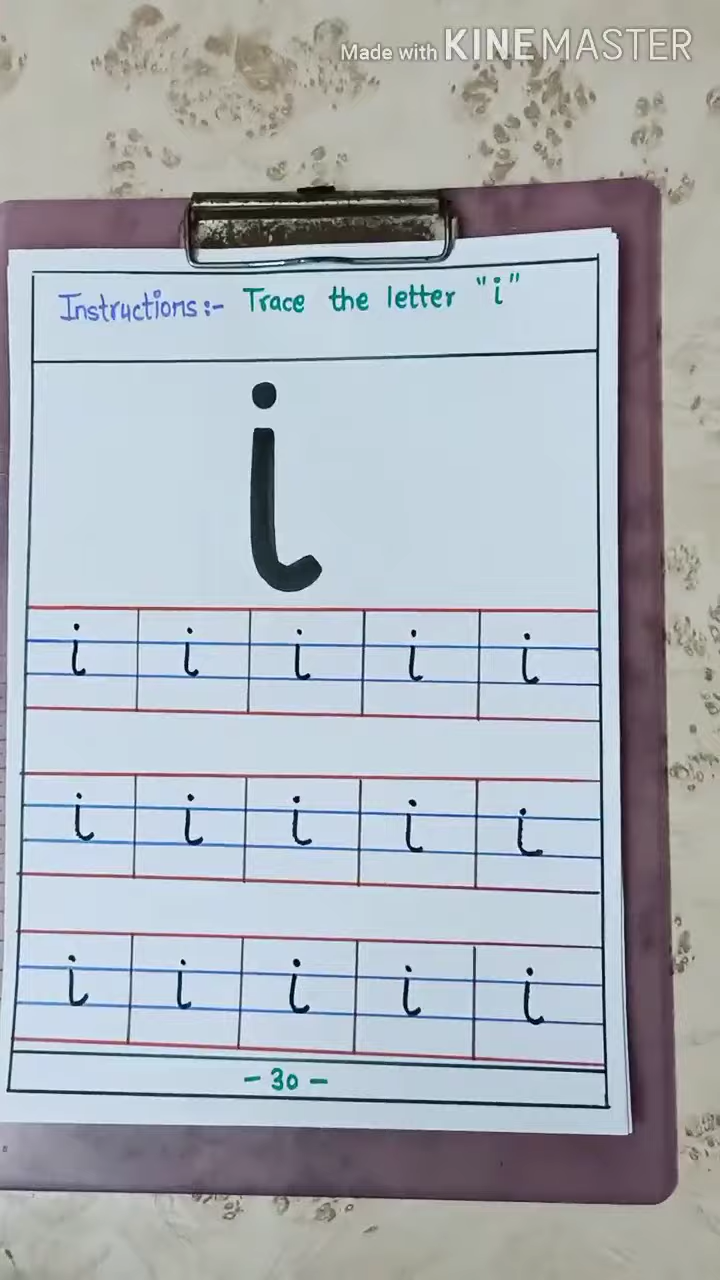 Made with KINEMASTER
Instructions:- Trace the letter "i"
i
i i i i i
i i i i i
i i i i i
- 30 -